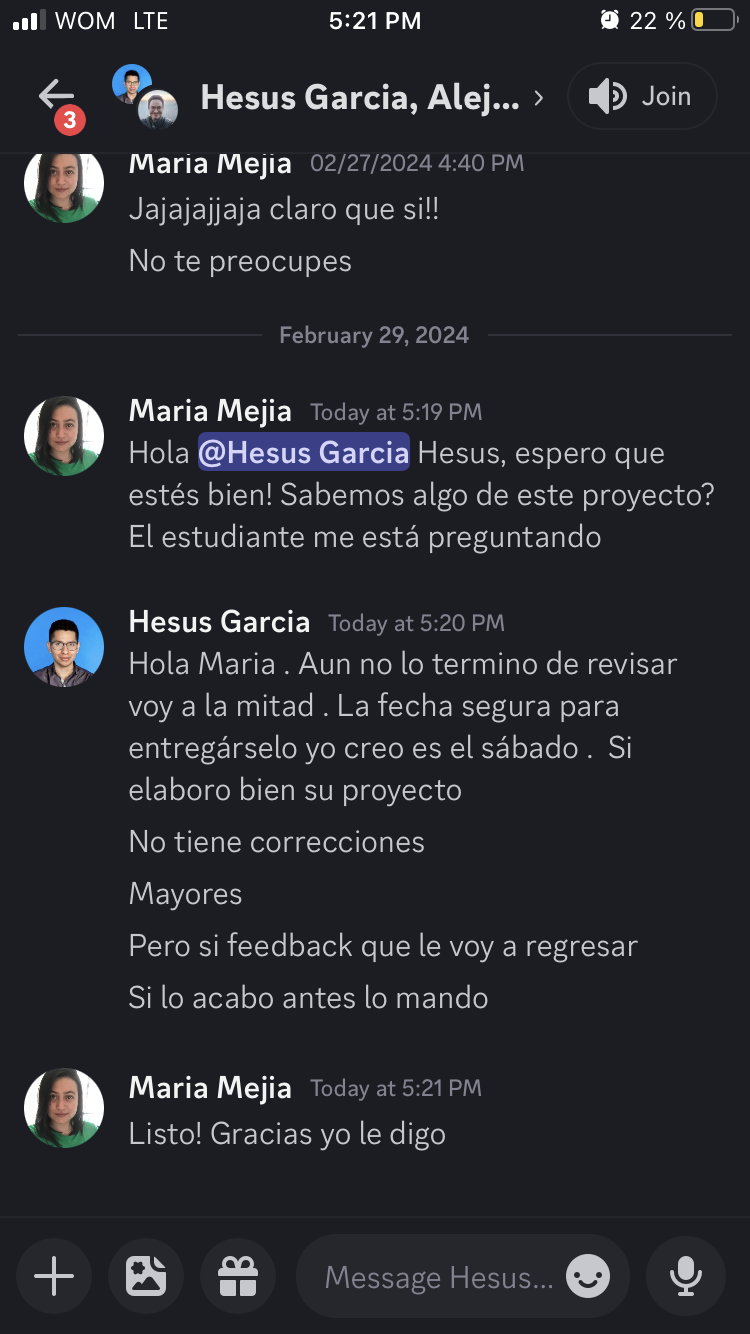 WOM LTE 5:21 PM 22 %
3
Hesus Garcia, Alej... › Join
Maria Mejia 02/27/2024 4:40 PM
Jajajajjaja claro que si!!
No te preocupes
February 29, 2024
Maria Mejia Today at 5:19 PM
Hola @Hesus Garcia Hesus, espero que
estés bien! Sabemos algo de este proyecto?
El estudiante me está preguntando
Hesus Garcia Today at 5:20 PM
Hola Maria . Aun no lo termino de revisar
voy a la mitad . La fecha segura para
entregárselo yo creo es el sábado .  Si
elaboro bien su proyecto
No tiene correcciones
Mayores
Pero si feedback que le voy a regresar
Si lo acabo antes lo mando
Maria Mejia Today at 5:21 PM
Listo! Gracias yo le digo
Message Hesus...